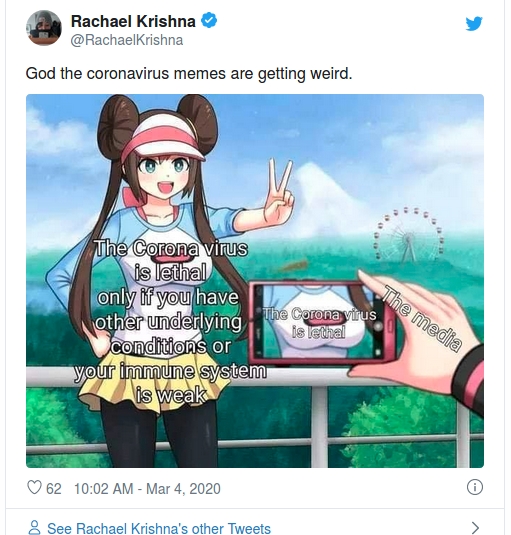 Rachael Krishna
@RachaelKrishna
God the coronavirus memes are getting weird.
The Corona virus
is lethal
only if you have
other underlying
conditions or
your immune system
is weak
The Corona virus
is lethal
The media
62 10:02 AM - Mar 4, 2020
See Rachael Krishna's other Tweets